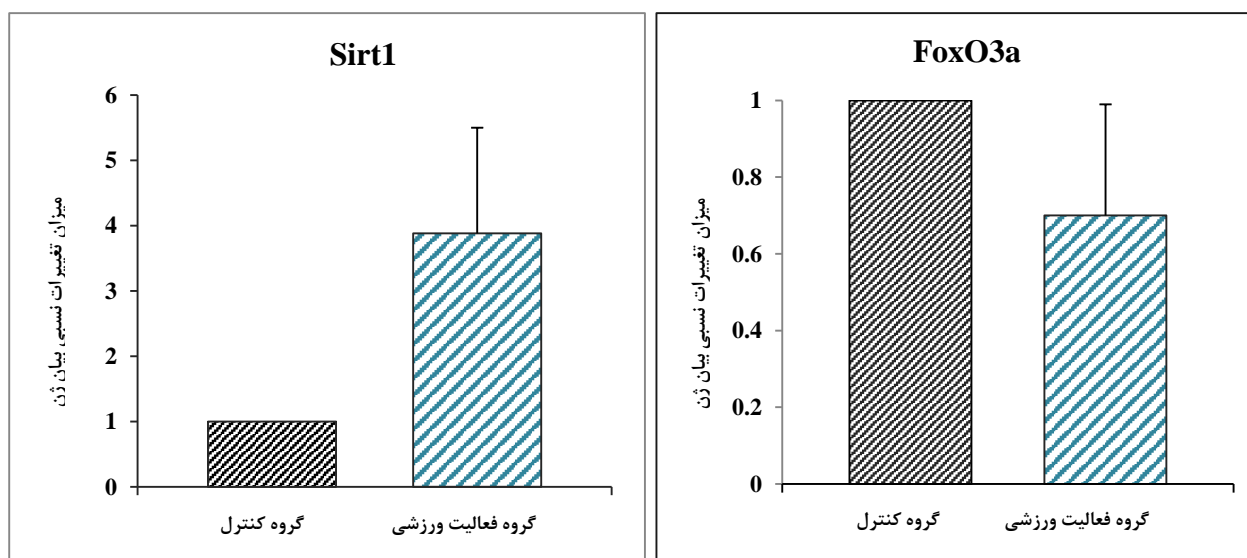 Sirt1
میزان تغییرات نسبی بیان ژن
6
5
4
3
2
1
0
گروه کنترل
گروه فعالیت ورزشی
FoxO3a
میزان تغییرات نسبی بیان ژن
1
0.8
0.6
0.4
0.2
0
گروه کنترل
گروه فعالیت ورزشی